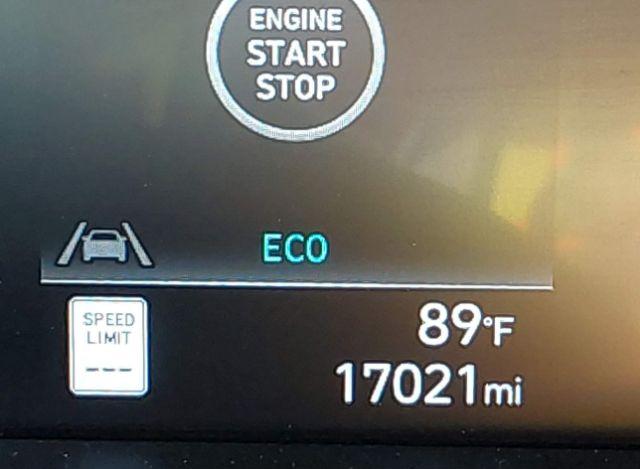 ENGINE
START
STOP
ECO
SPEED
LIMIT
---
89°F
17021mi